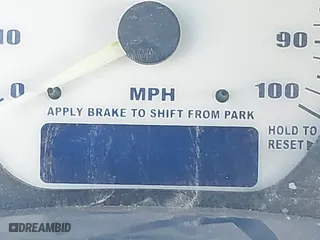 10
90
0
MPH
100
APPLY BRAKE TO SHIFT FROM PARK
HOLD TO
RESET
DREAMBID